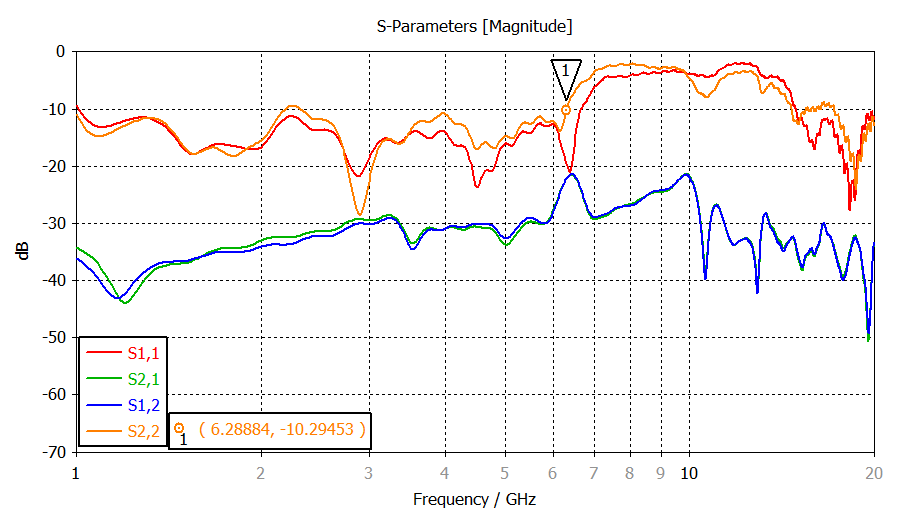 S-Parameters [Magnitude]
0
-10
-20
-30
-40
-50
-60
-70
dB
1
S1,1
S2,1
S1,2
S2,2
1 ( 6.28884, -10.29453 )
1 2 3 4 5 6 7 8 9 10 20
Frequency / GHz